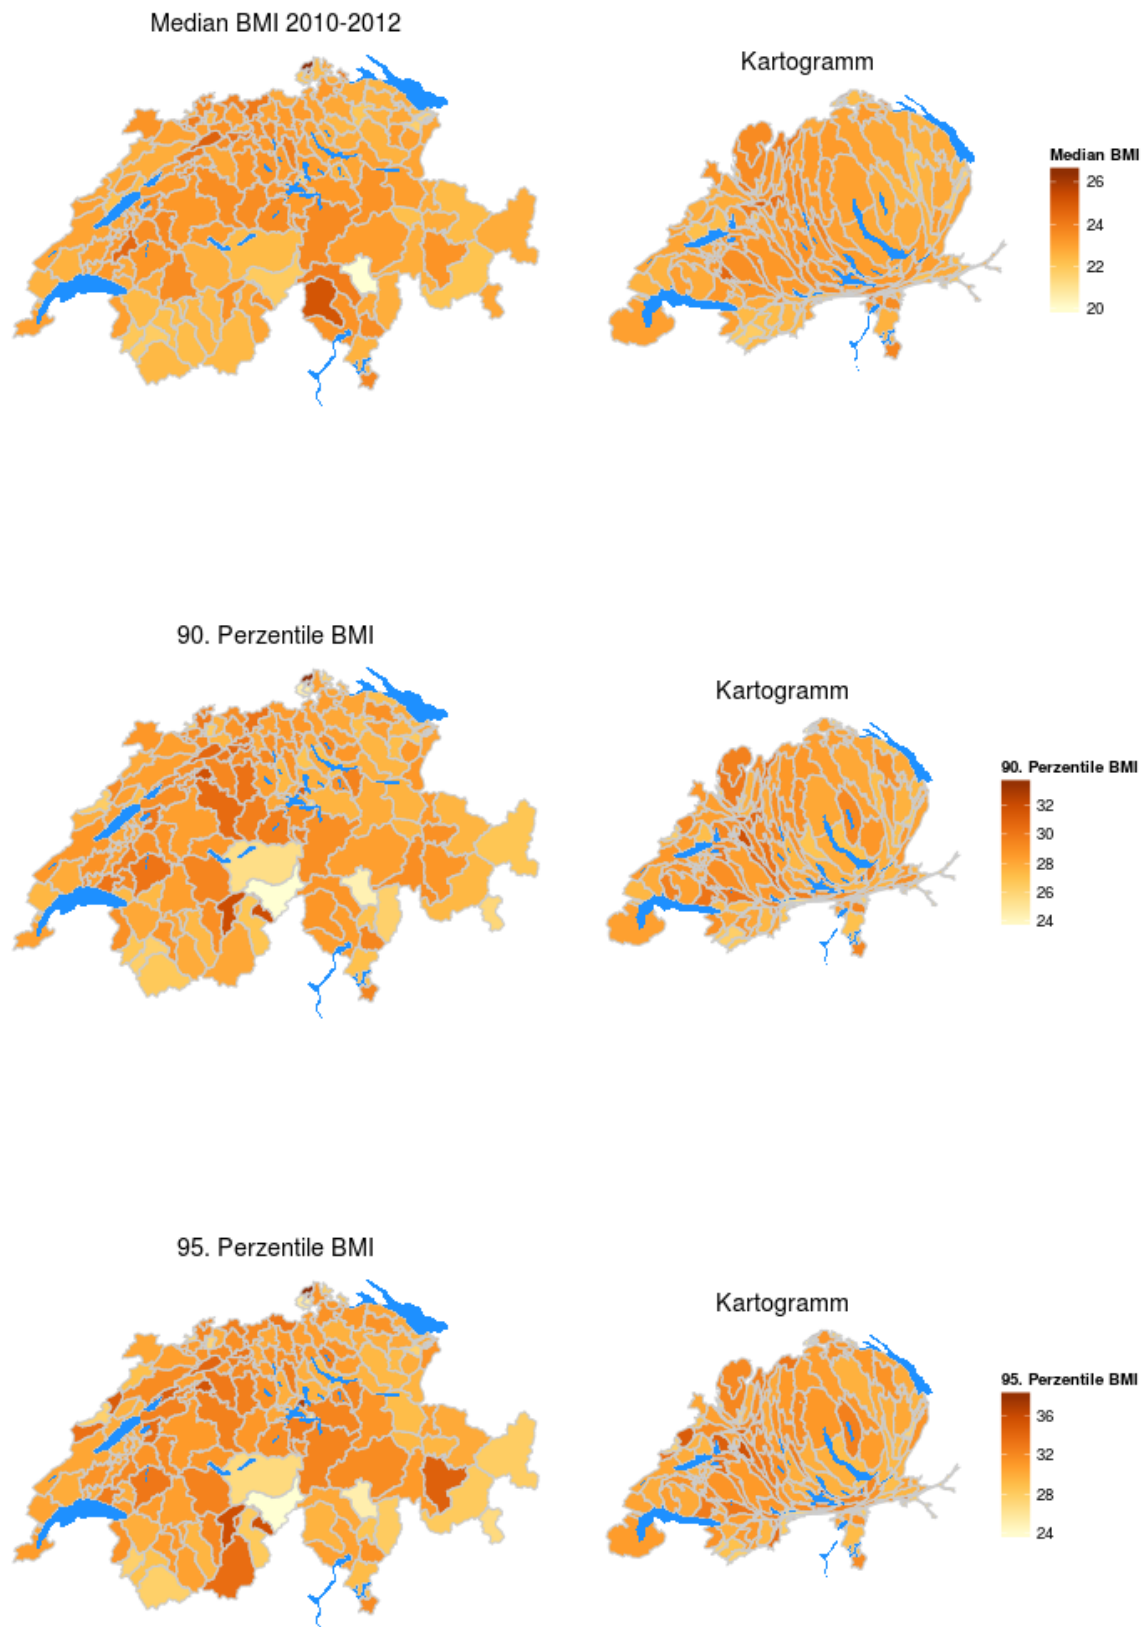 Median BMI 2010-2012
Kartogramm
Median BMI
26
24
22
20
90. Perzentile BMI
Kartogramm
90. Perzentile BMI
32
30
28
26
24
95. Perzentile BMI
Kartogramm
95. Perzentile BMI
36
32
28
24